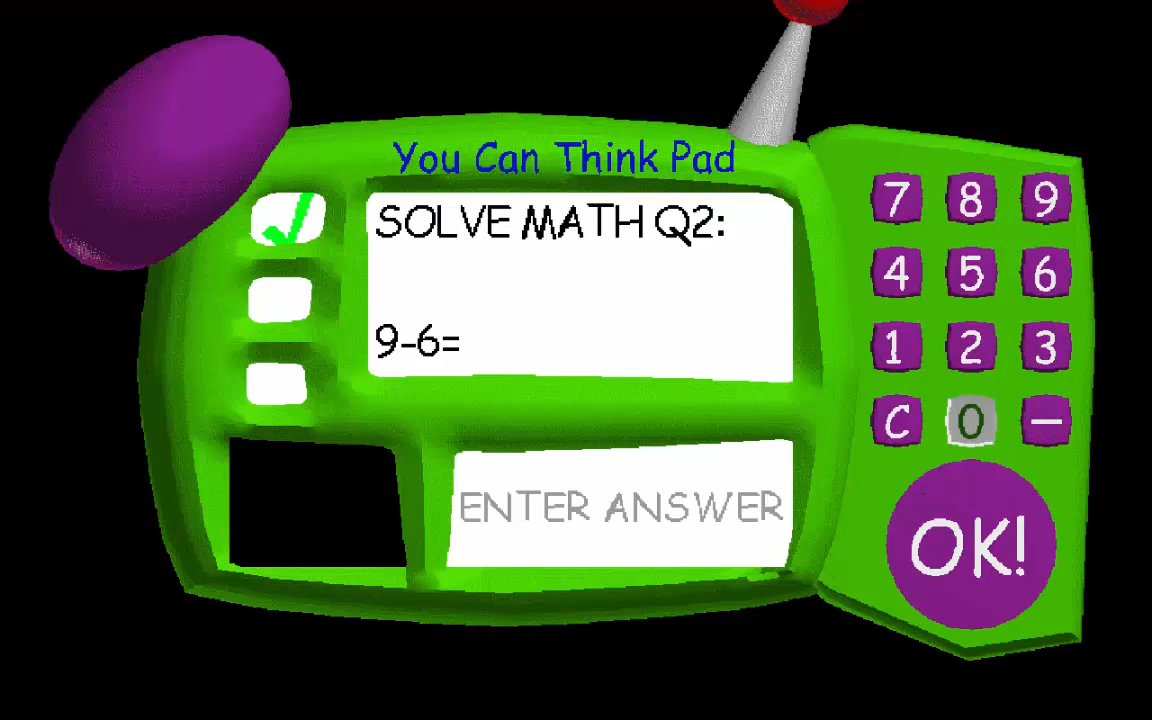 You Can Think Pad
SOLVE MATH Q2:
9-6=
ENTER ANSWER
7 8 9
4 5 6
1 2 3
C 0 –
OK!